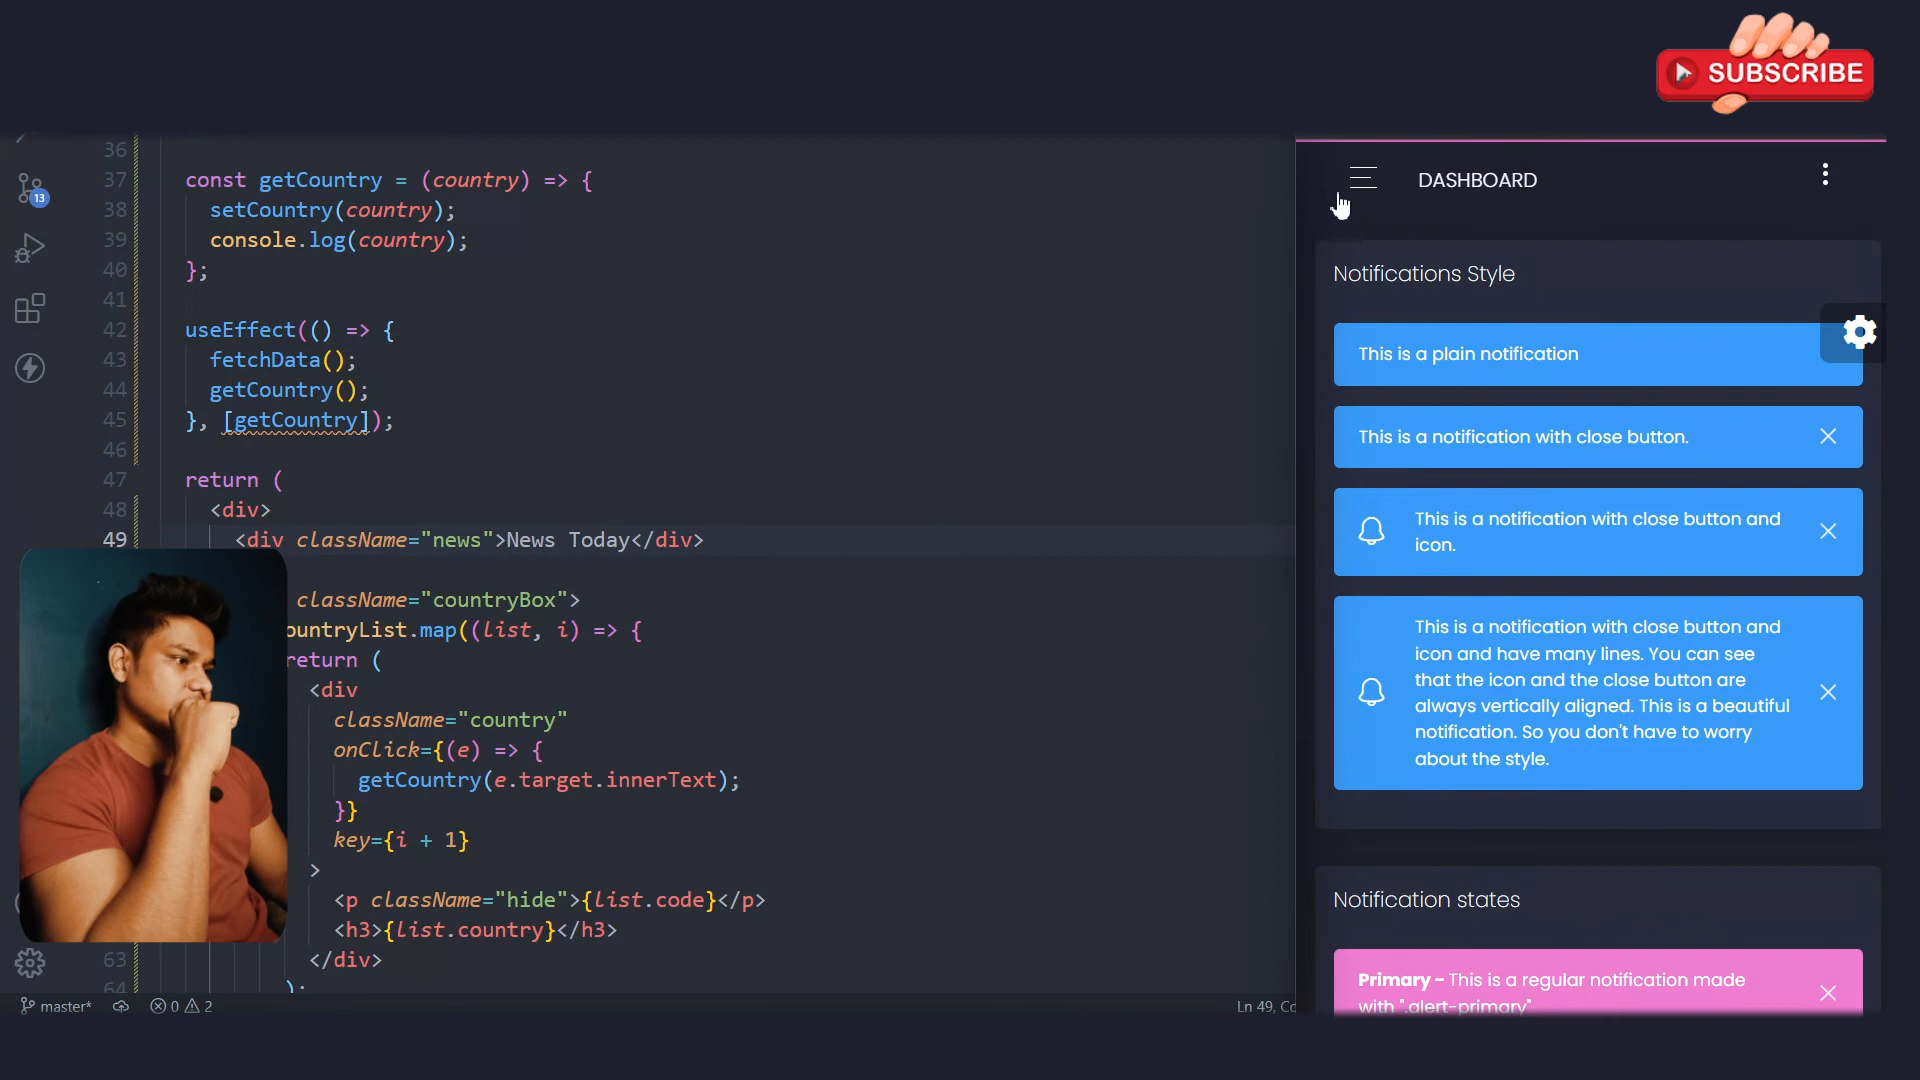 SUBSCRIBE
36
37 const getCountry = (country) => {
38 setCountry(country);
39 console.log(country);
40 };
41
42 useEffect(() => {
43 fetchData();
44 getCountry();
45 }, [getCountry]);
46
47 return (
48 <div>
49 <div className="news">News Today</div>
className="countryBox">
ountryList.map((list, i) => {
return (
<div
className="country"
onClick={(e) => {
getCountry(e.target.innerText);
}}
key={i + 1}
>
<p className="hide">{list.code}</p>
<h3>{list.country}</h3>
63 </div>
64 );
13
master*
0
2
Ln 49, Co
DASHBOARD
Notifications Style
This is a plain notification
This is a notification with close button.
This is a notification with close button and
icon.
This is a notification with close button and
icon and have many lines. You can see
that the icon and the close button are
always vertically aligned. This is a beautiful
notification. So you don't have to worry
about the style.
Notification states
Primary - This is a regular notification made
with ".alert-primary"